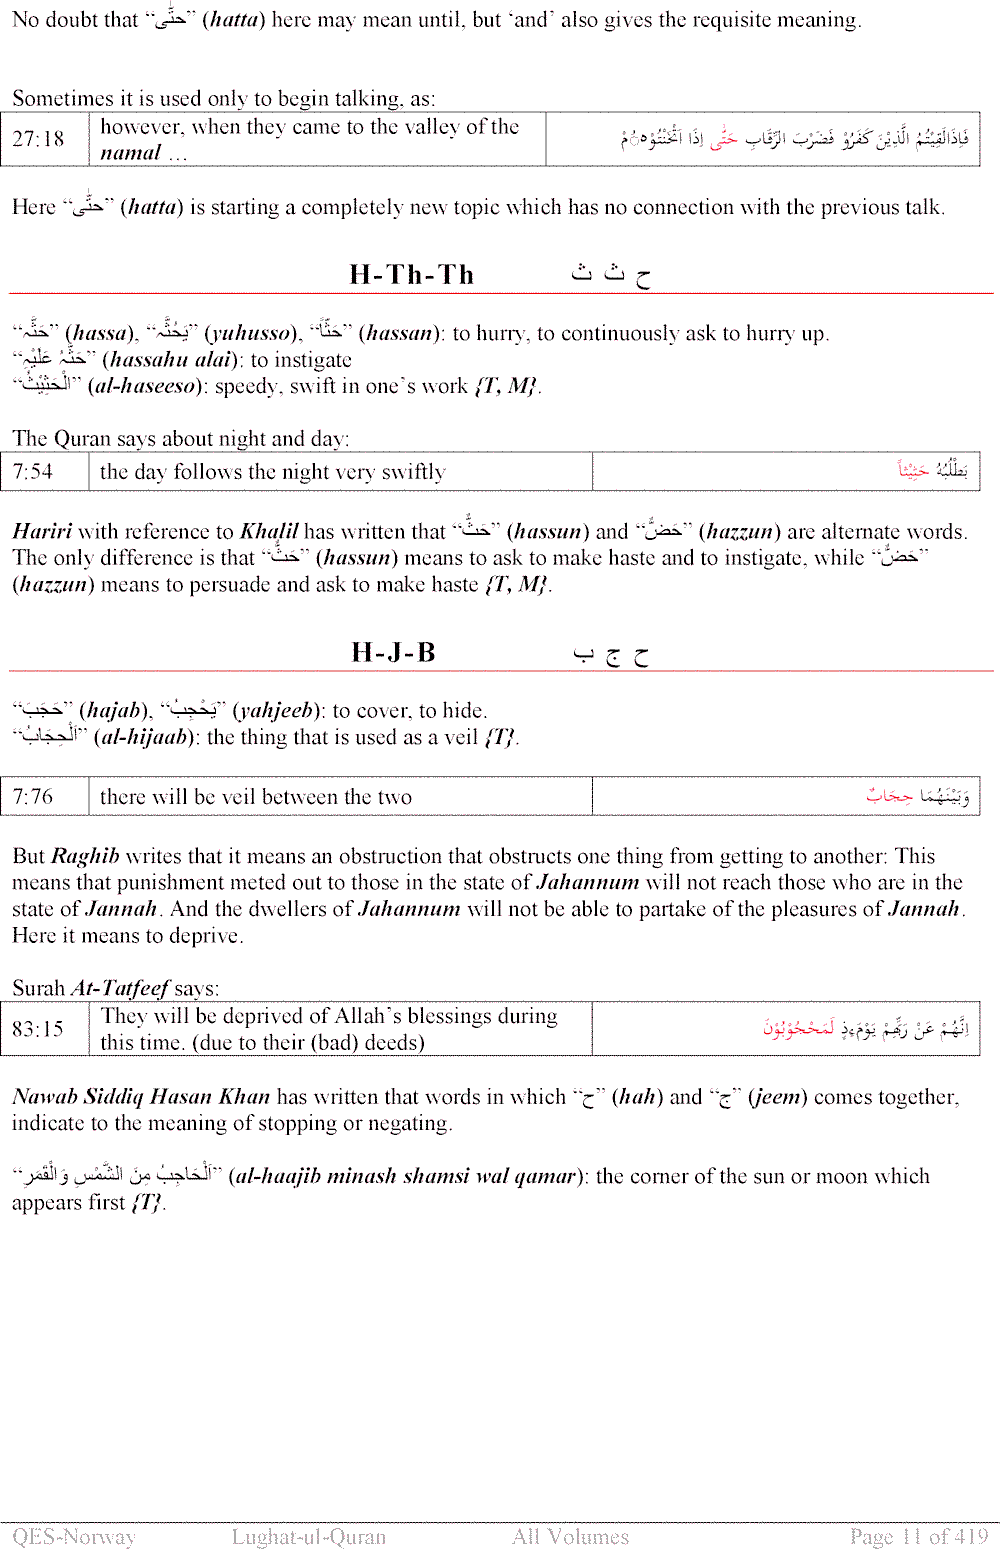 No doubt that “حتّٰی” (hatta) here may mean until, but ‘and’ also gives the requisite meaning.
Sometimes it is used only to begin talking, as:
27:18 however, when they came to the valley of the namal … فَاِذَالَقِيْتُمُ الَّذِيْنَ كَفَرُوْ فَضَرْبَ الرِّقَابِ حَتّٰى اِذَا
Here “حتّٰی” (hatta) is starting a completely new topic which has no connection with the previous talk.
H-Th-Th ح ث ث
“حَثَّہ” (hassa), “يَحُثُّہ” (yuhusso), “حَثّاً” (hassan): to hurry, to continuously ask to hurry up.
“حَثَّہُ عَلَيْہِ” (hassahu alai): to instigate
“الْحَثِيْثُ” (al-haseeso): speedy, swift in one’s work {T, M}.
The Quran says about night and day:
7:54 the day follows the night very swiftly يَطْلُبُهُ حَثِيْثاً
Hariri with reference to Khalil has written that “حَثٌّ” (hassun) and “حَضٌّ” (hazzun) are alternate words.
The only difference is that “حَثٌّ” (hassun) means to ask to make haste and to instigate, while “حَضٌّ”
(hazzun) means to persuade and ask to make haste {T, M}.
H-J-B ح ج ب
“حَجَبَ” (hajab), “يَحْجِبُ” (yahjeeb): to cover, to hide.
“اَلْحِجَابُ” (al-hijaab): the thing that is used as a veil {T}.
7:76 there will be veil between the two وَبَيْنَهُمَا حِجَابٌ
But Raghib writes that it means an obstruction that obstructs one thing from getting to another: This
means that punishment meted out to those in the state of Jahannum will not reach those who are in the
state of Jannah. And the dwellers of Jahannum will not be able to partake of the pleasures of Jannah.
Here it means to deprive.
Surah At-Tatfeef says:
83:15 They will be deprived of Allah’s blessings during this time. (due to their (bad) deeds) اِنَّهُمْ عَنْ رَبِّهِمْ يَوْمَءِذٍ لَمَحْجُوْبُوْنَ
Nawab Siddiq Hasan Khan has written that words in which “ح” (hah) and “ج” (jeem) comes together,
indicate to the meaning of stopping or negating.
“اَلْحَاجِبُ مِنَ الشَّمْسِ وَالْقَمَرِ” (al-haajib minash shamsi wal qamar): the corner of the sun or moon which
appears first {T}.
QES-Norway Lughat-ul-Quran All Volumes Page 11 of 419